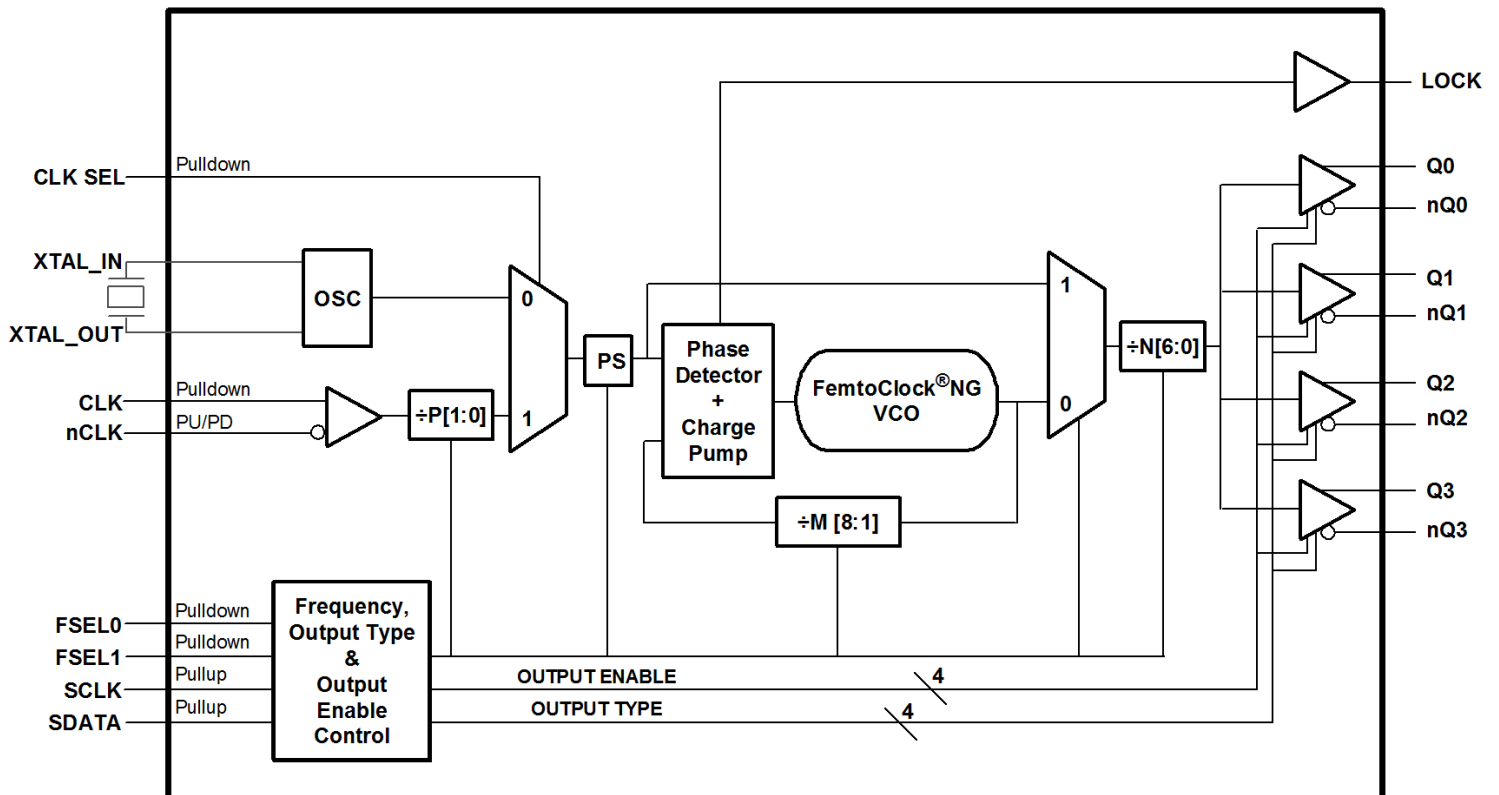 LOCK
CLK SEL
Pulldown
Q0
nQ0
XTAL_IN
XTAL_OUT
OSC
0
1
PS
Phase
Detector
+
Charge
Pump
FemtoClock®NG
VCO
1
0
÷N[6:0]
Q1
nQ1
CLK
Pulldown
nCLK
PU/PD
÷P[1:0]
Q2
nQ2
÷M [8:1]
Q3
nQ3
FSEL0
Pulldown
FSEL1
Pulldown
SCLK
Pullup
SDATA
Pullup
Frequency,
Output Type
&
Output
Enable
Control
OUTPUT ENABLE
4
OUTPUT TYPE
4